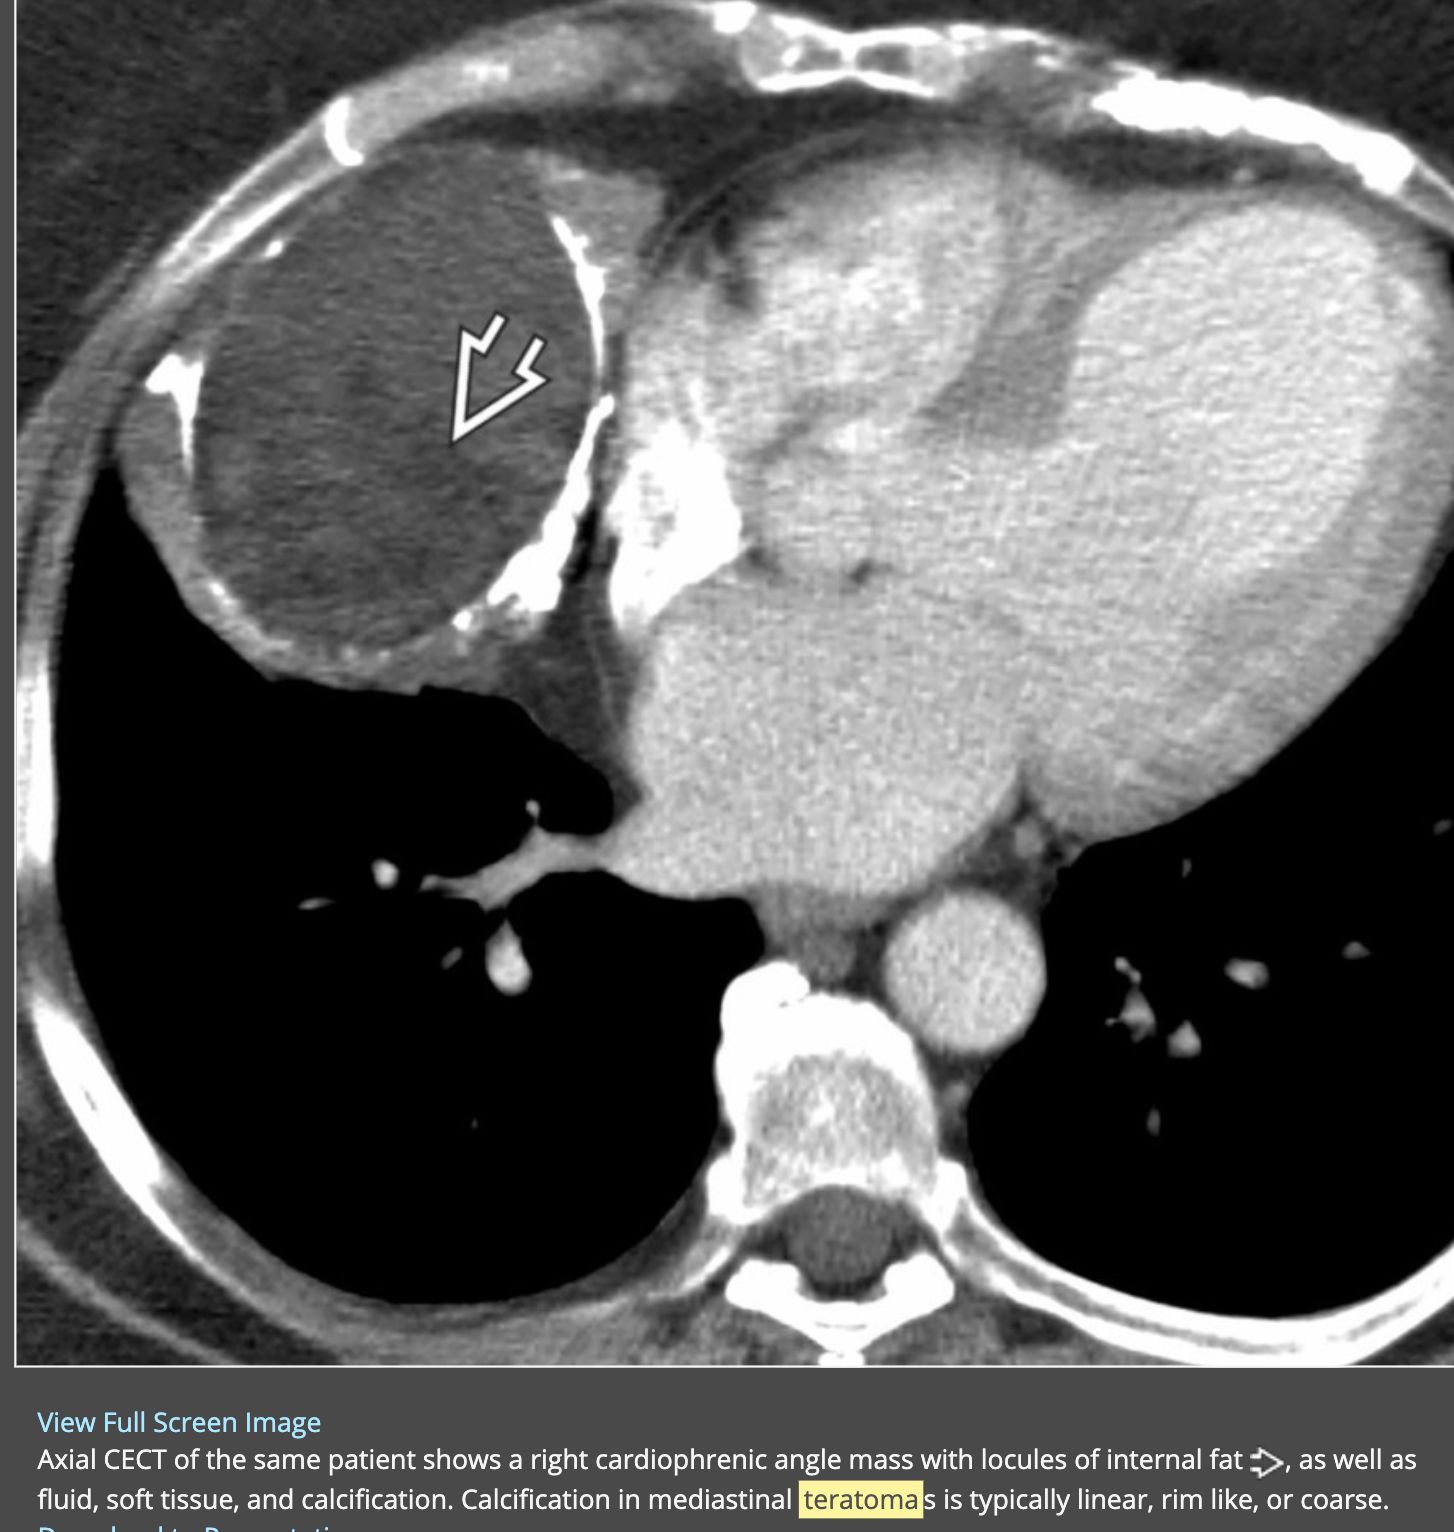 View Full Screen Image
Axial CECT of the same patient shows a right cardiophrenic angle mass with locules of internal fat , as well as
fluid, soft tissue, and calcification. Calcification in mediastinal teratomas is typically linear, rim like, or coarse.